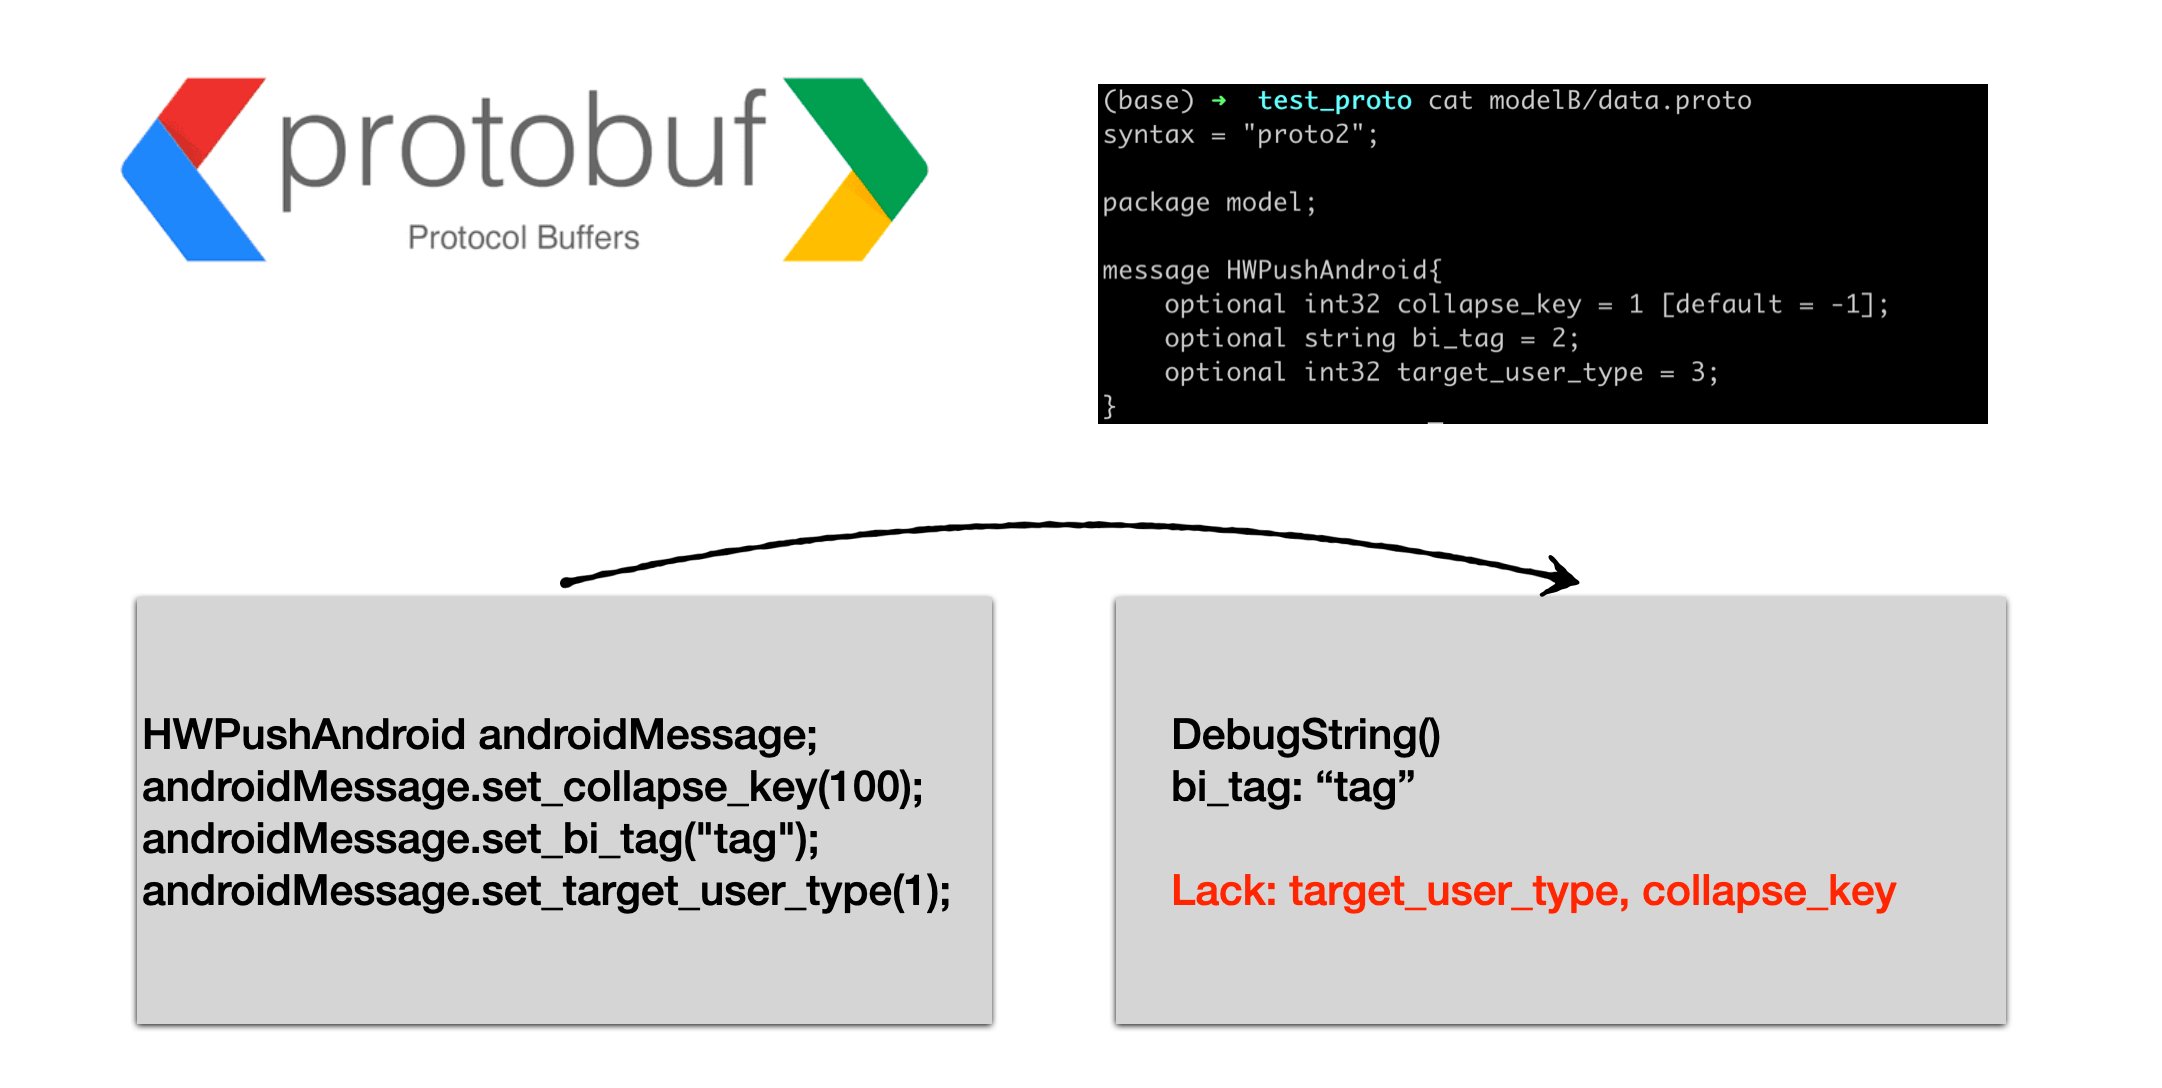 protobuf
Protocol Buffers
(base) → test_proto cat modelB/data.proto
syntax = "proto2";
package model;
message HWPushAndroid{
    optional int32 collapse_key = 1 [default = -1];
    optional string bi_tag = 2;
    optional int32 target_user_type = 3;
}
HWPushAndroid androidMessage;
androidMessage.set_collapse_key(100);
androidMessage.set_bi_tag("tag");
androidMessage.set_target_user_type(1);
DebugString()
bi_tag: “tag”
Lack: target_user_type, collapse_key